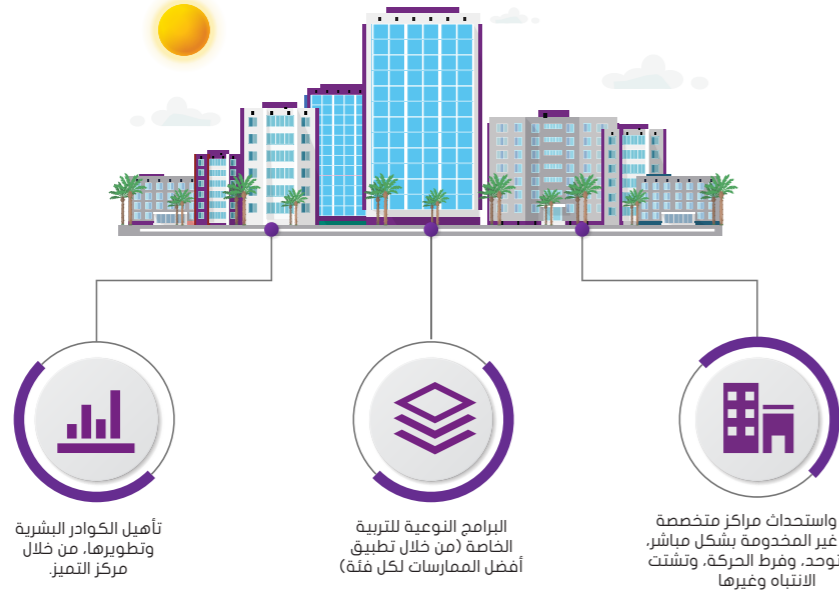 واستحداث مراكز متخصصة
غير المخدومة بشكل مباشر،
وفرط الحركة، وتشتت
الانتباه وغيرها
البرامج النوعية للتربية
الخاصة (من خلال تطبيق
أفضل الممارسات لكل فئة)
تأهيل الكوادر البشرية
وتطويرها، من خلال
مركز التميز.